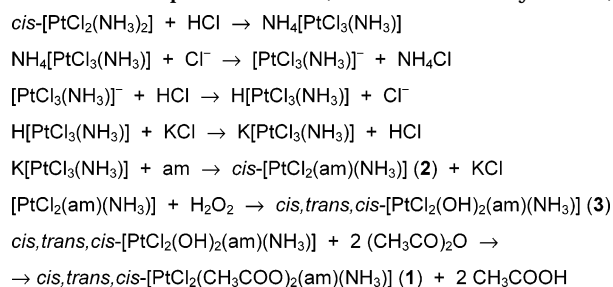 cis-[PtCl₂(NH₃)₂] + HCl → NH₄[PtCl₃(NH₃)]
NH₄[PtCl₃(NH₃)] + Cl⁻ → [PtCl₃(NH₃)]⁻ + NH₄Cl
[PtCl₃(NH₃)]⁻ + HCl → H[PtCl₃(NH₃)] + Cl⁻
H[PtCl₃(NH₃)] + KCl → K[PtCl₃(NH₃)] + HCl
K[PtCl₃(NH₃)] + am → cis-[PtCl₂(am)(NH₃)] (2) + KCl
[PtCl₂(am)(NH₃)] + H₂O₂ → cis,trans,cis-[PtCl₂(OH)₂(am)(NH₃)] (3)
cis,trans,cis-[PtCl₂(OH)₂(am)(NH₃)] + 2 (CH₃CO)₂O →
→ cis,trans,cis-[PtCl₂(CH₃COO)₂(am)(NH₃)] (1) + 2 CH₃COOH